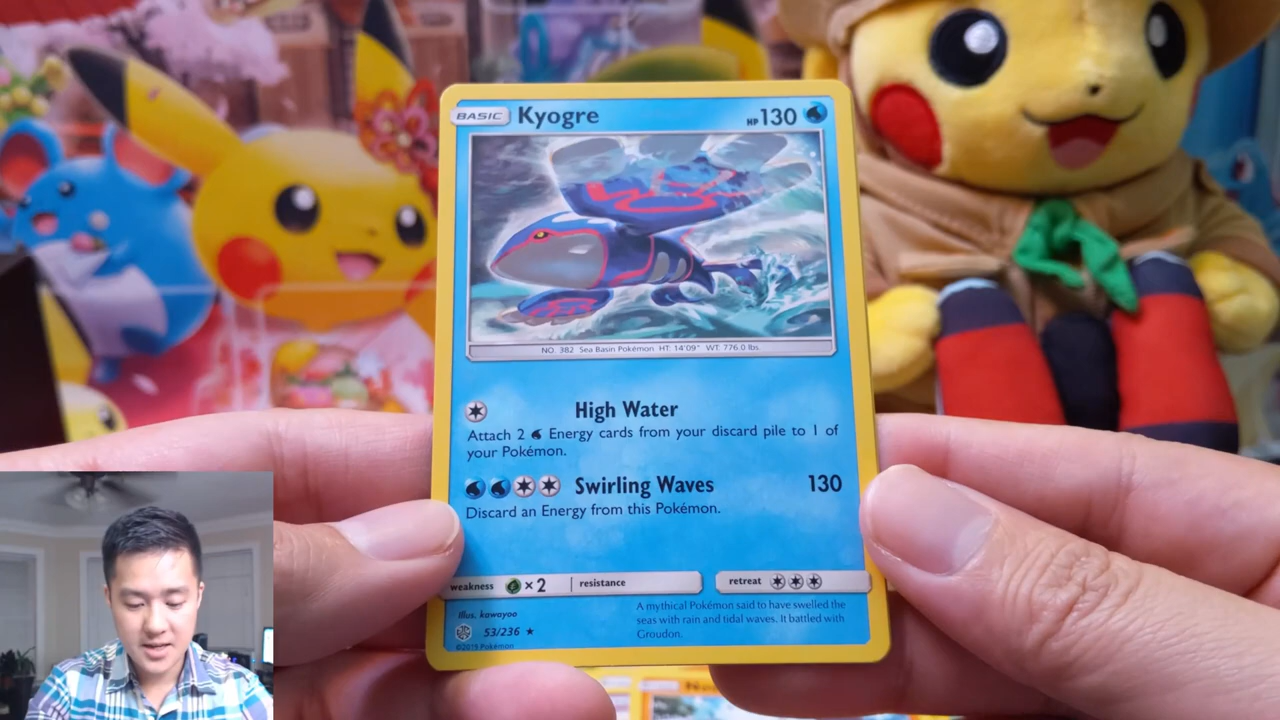 BASIC Kyogre HP 130
NO. 382 Sea Basin Pokémon HT: 14'09" WT: 776.0 lbs.
High Water
Attach 2 Energy cards from your discard pile to 1 of
your Pokémon.
Swirling Waves 130
Discard an Energy from this Pokémon.
weakness ×2 resistance retreat
Illus. kawayoo
53/236 ★
©2019 Pokémon
A mythical Pokémon said to have swelled the
seas with rain and tidal waves. It battled with
Groudon.